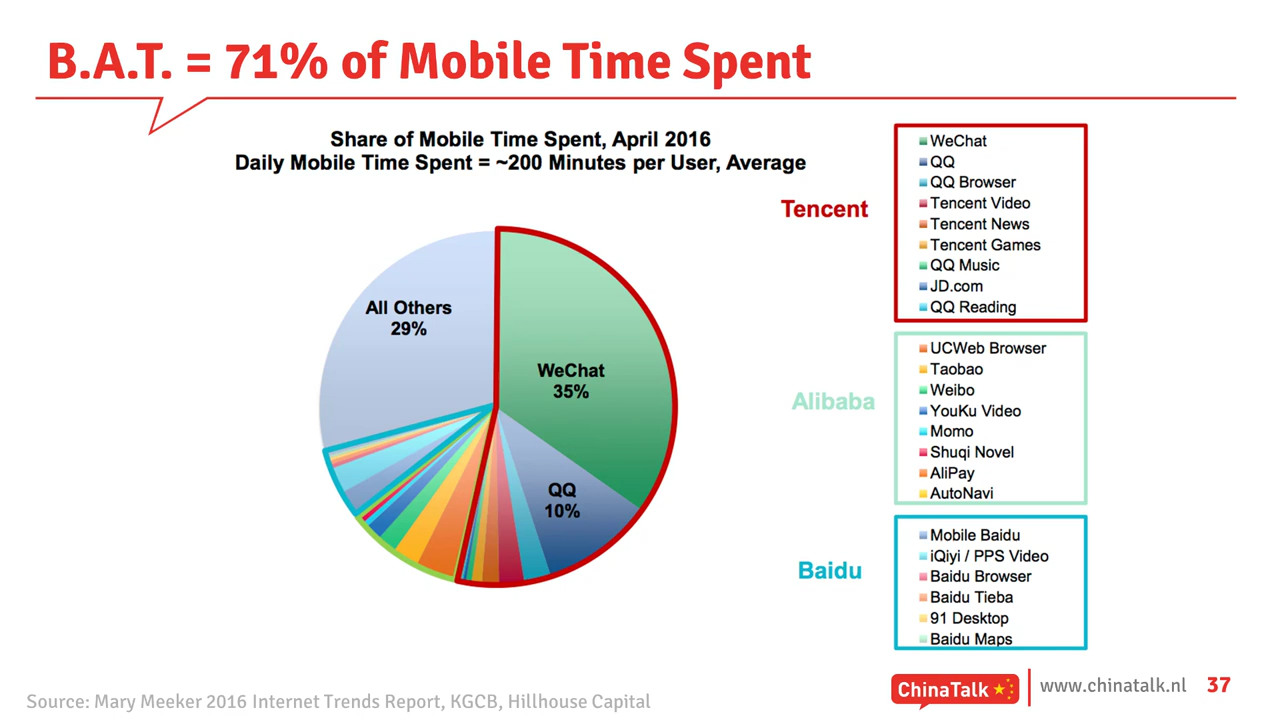 B.A.T. = 71% of Mobile Time Spent
Share of Mobile Time Spent, April 2016
Daily Mobile Time Spent = ~200 Minutes per User, Average
All Others
29%
WeChat
35%
QQ
10%
Tencent
WeChat
QQ
QQ Browser
Tencent Video
Tencent News
Tencent Games
QQ Music
JD.com
QQ Reading
Alibaba
UCWeb Browser
Taobao
Weibo
YouKu Video
Momo
Shuqi Novel
AliPay
AutoNavi
Baidu
Mobile Baidu
iQiyi / PPS Video
Baidu Browser
Baidu Tieba
91 Desktop
Baidu Maps
Source: Mary Meeker 2016 Internet Trends Report, KGCB, Hillhouse Capital
ChinaTalk
www.chinatalk.nl
37